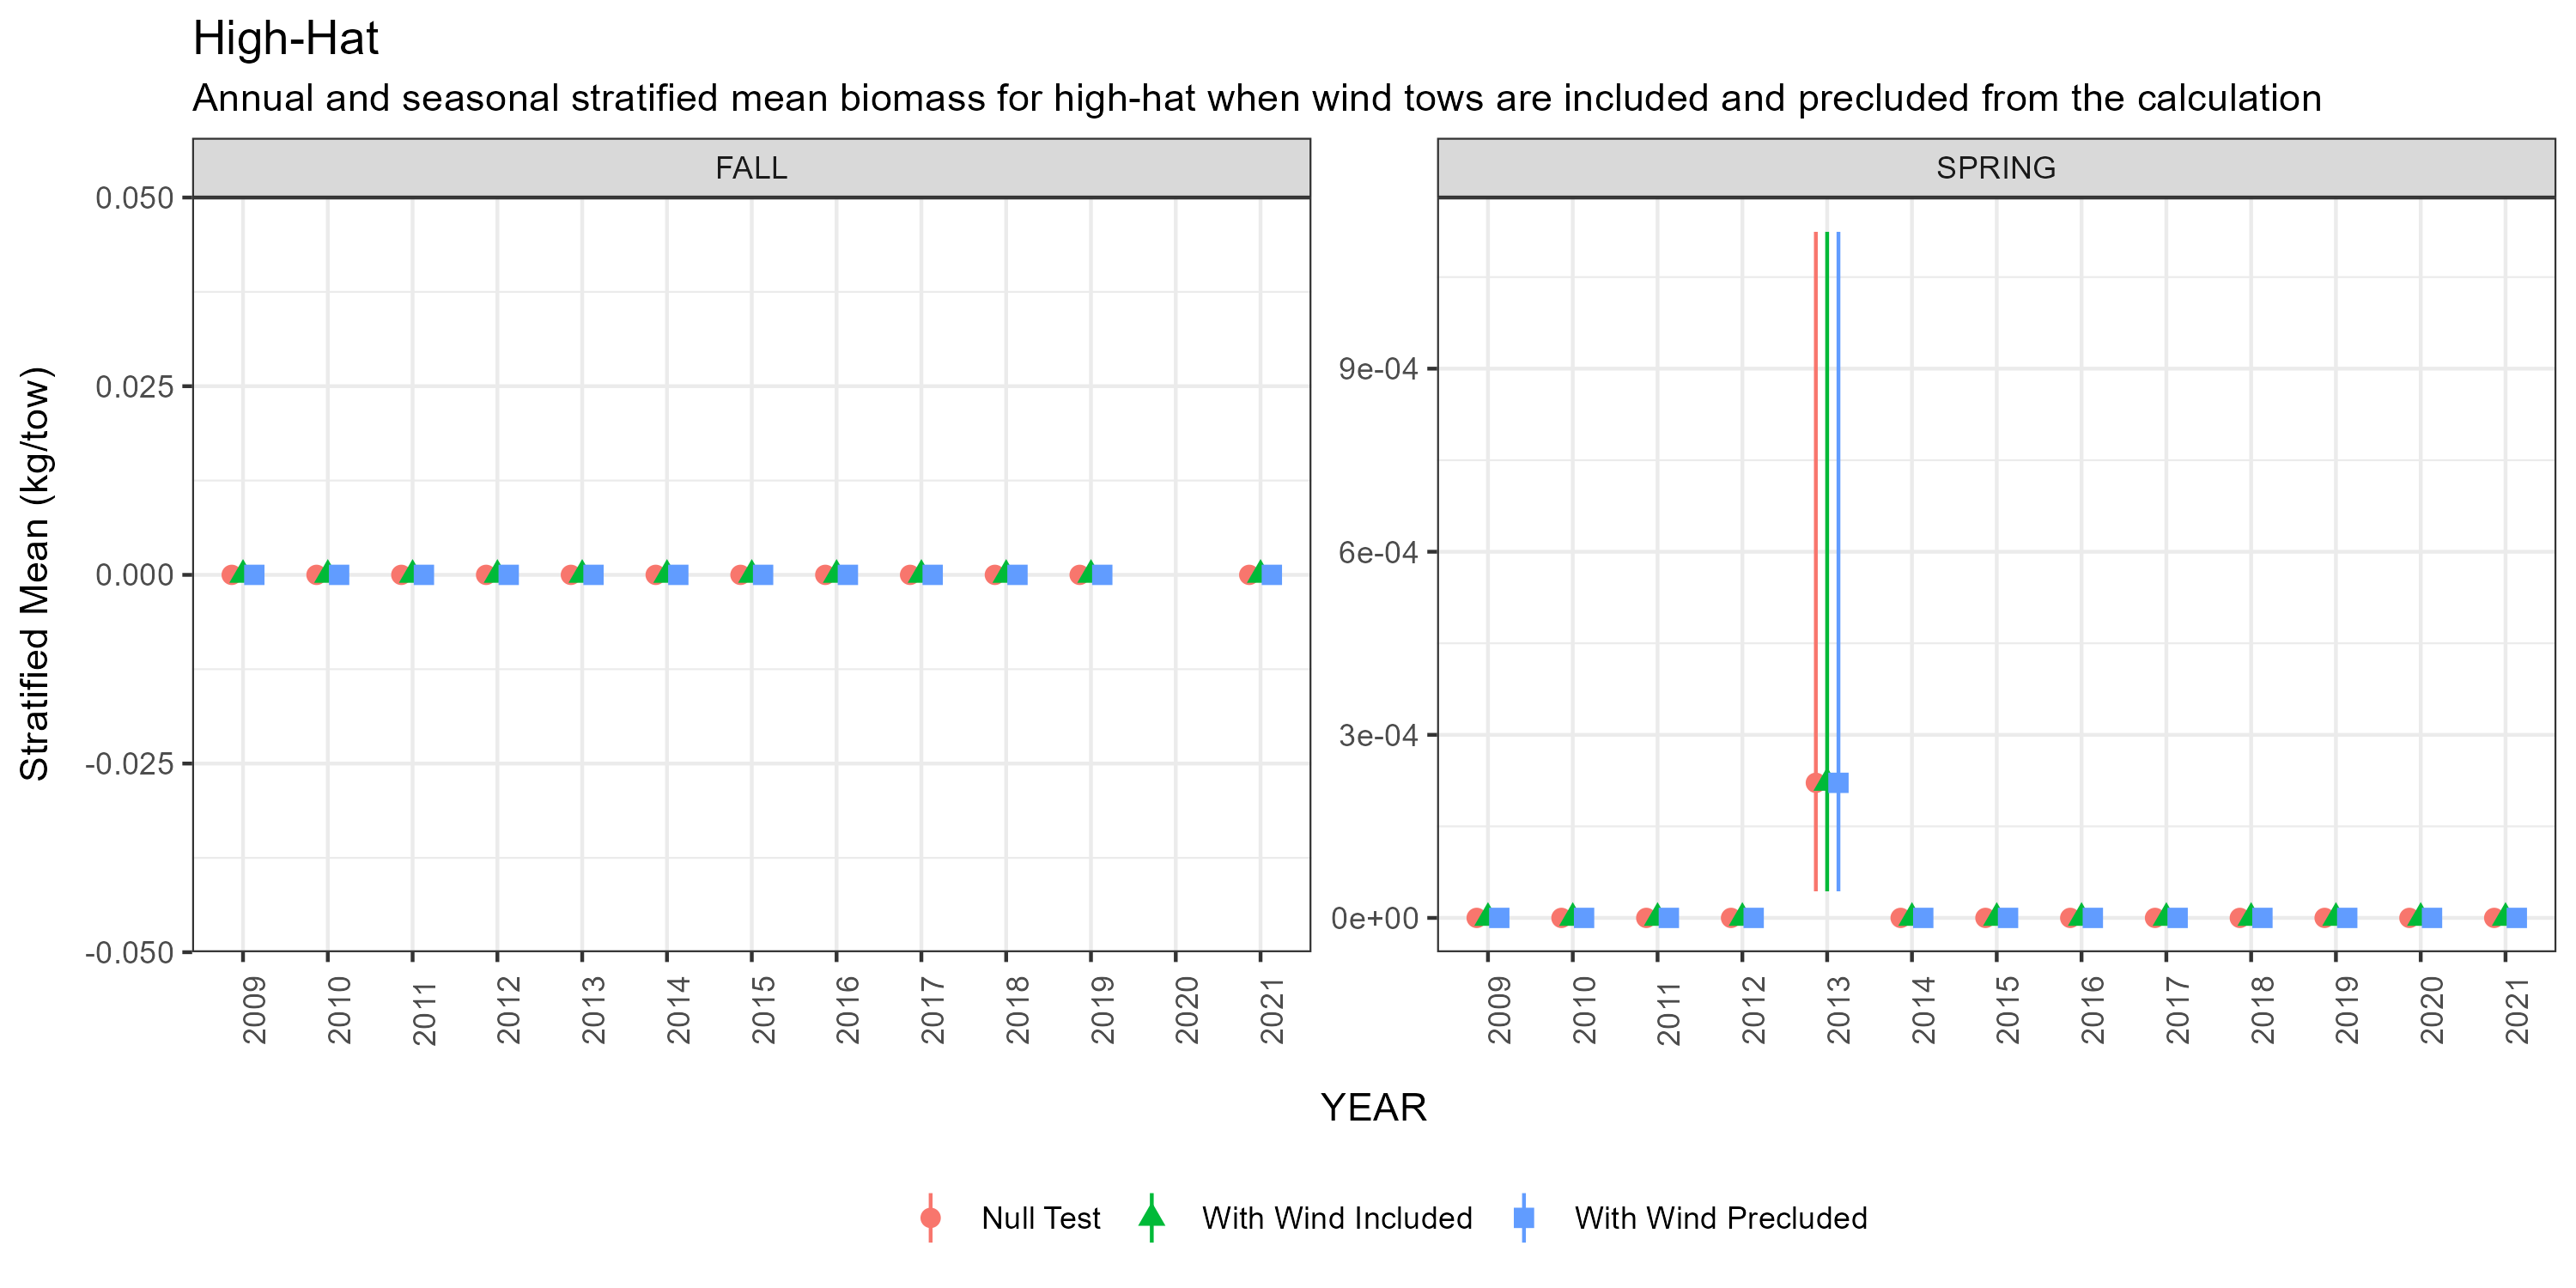 High-Hat
Annual and seasonal stratified mean biomass for high-hat when wind tows are included and precluded from the calculation
FALL
SPRING
Stratified Mean (kg/tow)
0.050
0.025
0.000
-0.025
-0.050
9e-04
6e-04
3e-04
0e+00
2009
2010
2011
2012
2013
2014
2015
2016
2017
2018
2019
2020
2021
2009
2010
2011
2012
2013
2014
2015
2016
2017
2018
2019
2020
2021
YEAR
Null Test
With Wind Included
With Wind Precluded